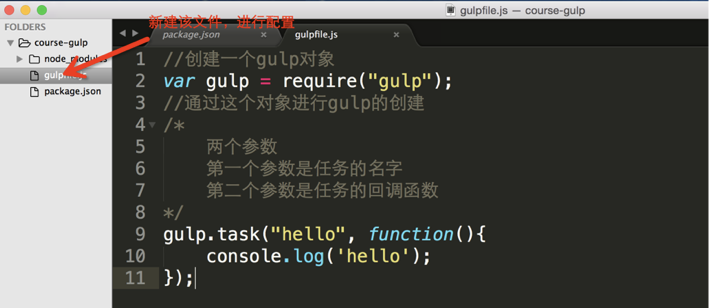 gulpfile.js — course-gulp
新建该文件，进行配置
FOLDERS
course-gulp
node_modules
gulpfile.js
package.json
package.json
gulpfile.js
1 //创建一个gulp对象
2 var gulp = require("gulp");
3 //通过这个对象进行gulp的创建
4 /*
5 两个参数
6 第一个参数是任务的名字
7 第二个参数是任务的回调函数
8 */
9 gulp.task("hello", function(){
10 console.log('hello');
11 });